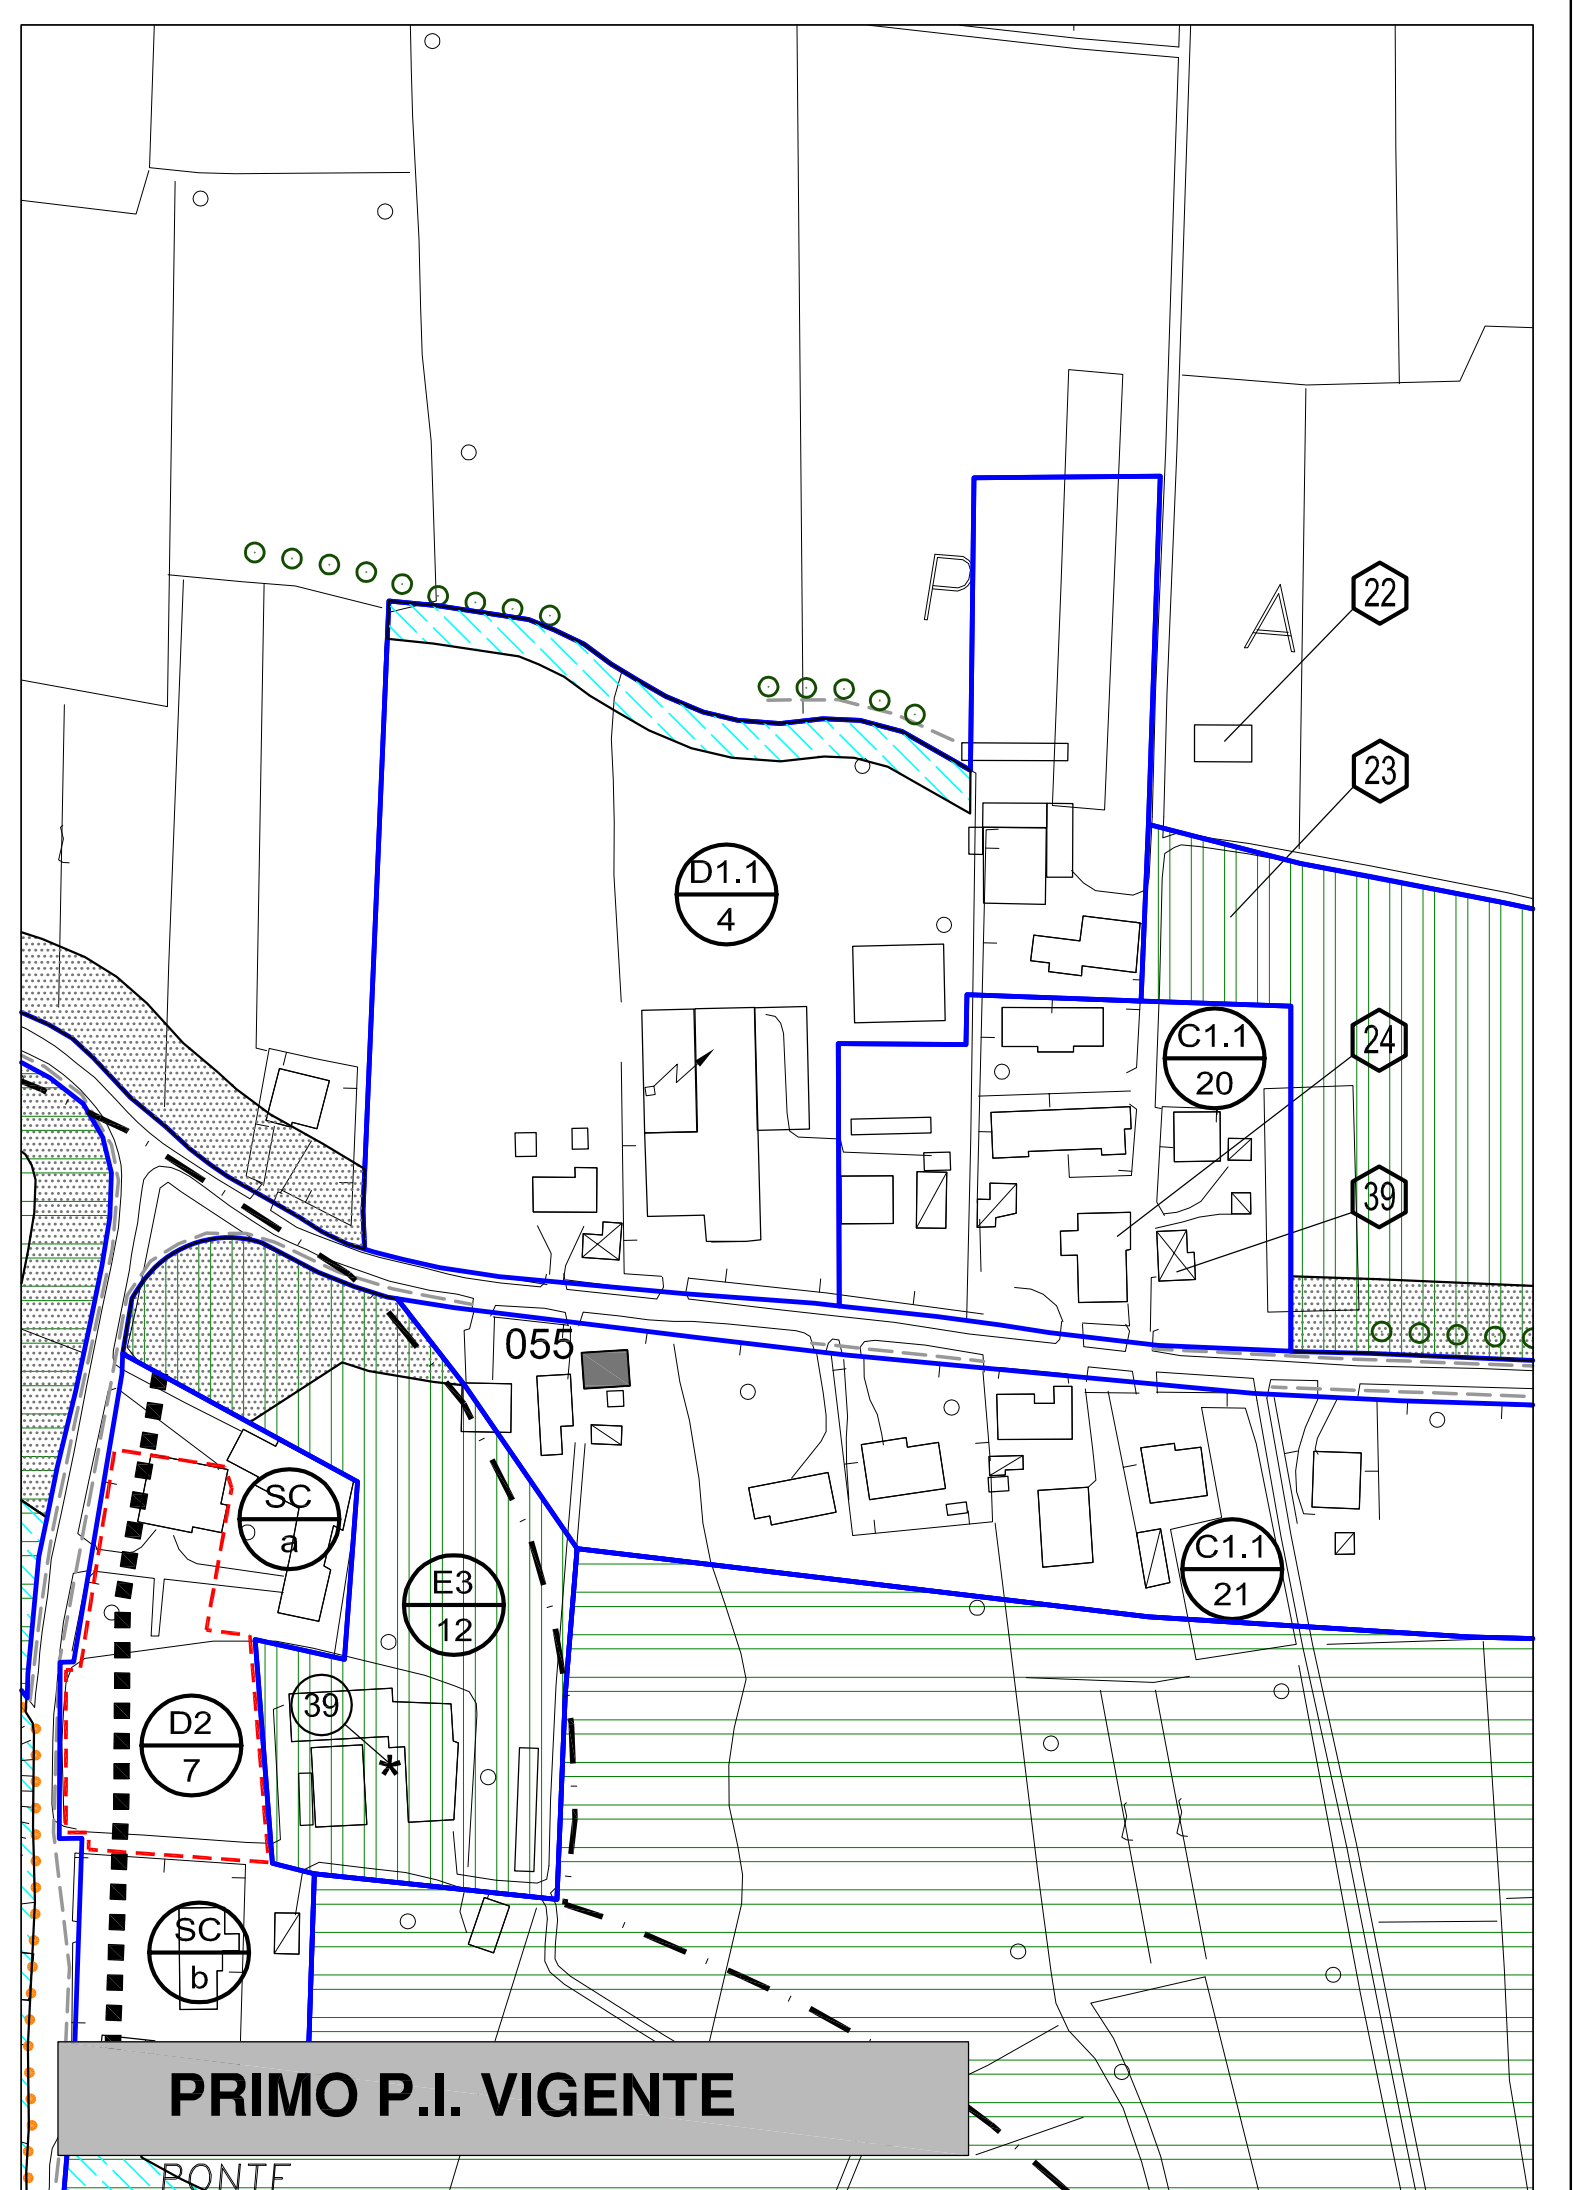 P
A
22
23
D1.1
4
C1.1
20
24
39
055
SC
a
E3
12
C1.1
21
39
*
D2
7
SC
b
PRIMO P.I. VIGENTE
PONTE